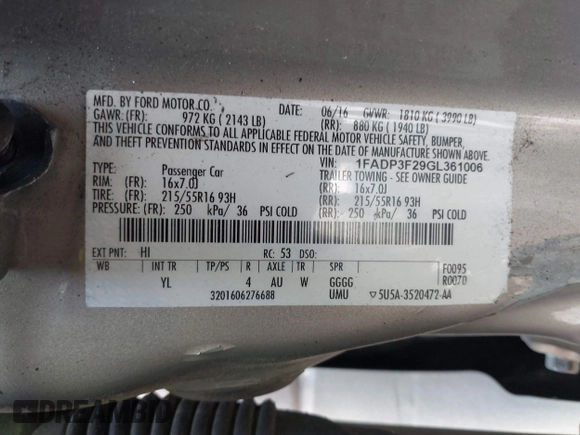 MFD. BY FORD MOTOR CO. DATE: 06/16 GVWR: 1810 KG ( 3990 LB)
GAWR: (FR) 972 KG ( 2143 LB) (RR) 880 KG ( 1940 LB)
THIS VEHICLE CONFORMS TO ALL APPLICABLE FEDERAL MOTOR VEHICLE SAFETY, BUMPER,
AND THEFT PREVENTION STANDARDS IN EFFECT ON THE DATE OF MANUFACTURE SHOWN ABOVE.
VIN: 1FADP3F29GL361006
TYPE: Passenger Car TRAILER TOWING - SEE OWNER GUIDE
RIM: (FR) 16x7.0J (RR) 16x7.0J
TIRE: (FR) 215/55R16 93H (RR) 215/55R16 93H
PRESSURE: (FR) 250 kPa/ 36 PSI COLD (RR) 250 kPa/ 36 PSI COLD
EXT PNT: HI RC: 53 DSO: F0095
WB INT TR TP/PS R AXLE TR SPR R0070
YL 4 AU W GGGG
3201606276688 UMU ▽5U5A-3520472-AA
DREAMBID